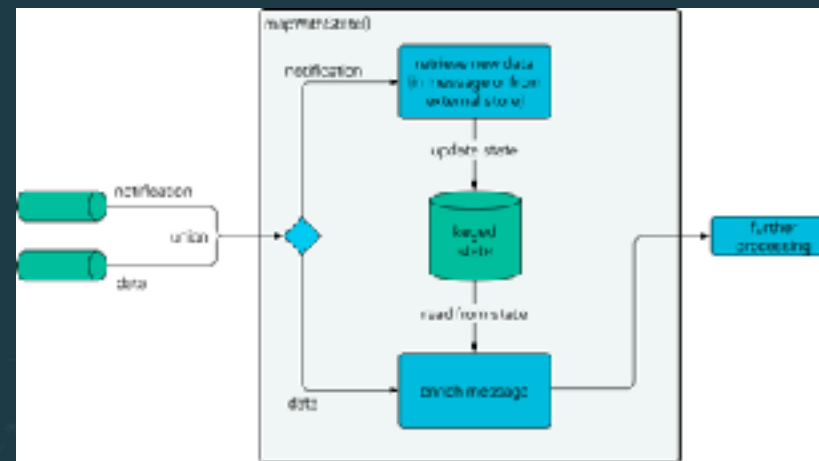 mapWithState()
notification
retrieve new data
(in message or from
external store)
update state
notification
union
data
keyed
state
further
processing
read from state
data
enrich message